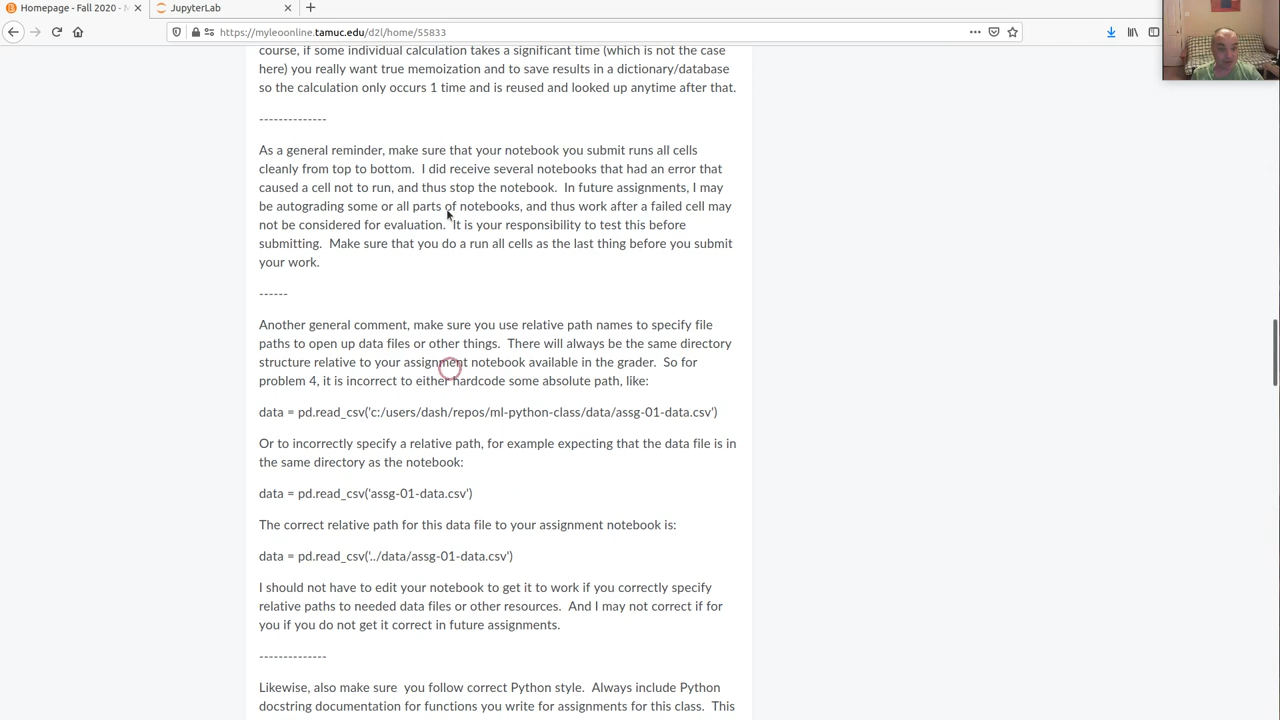 Homepage - Fall 2020 - M
JupyterLab
https://myleoonline.tamuc.edu/d2l/home/55833
course, if some individual calculation takes a significant time (which is not the case
here) you really want true memoization and to save results in a dictionary/database
so the calculation only occurs 1 time and is reused and looked up anytime after that.
--------------
As a general reminder, make sure that your notebook you submit runs all cells
cleanly from top to bottom.  I did receive several notebooks that had an error that
caused a cell not to run, and thus stop the notebook.  In future assignments, I may
be autograding some or all parts of notebooks, and thus work after a failed cell may
not be considered for evaluation.  It is your responsibility to test this before
submitting.  Make sure that you do a run all cells as the last thing before you submit
your work.
------
Another general comment, make sure you use relative path names to specify file
paths to open up data files or other things.  There will always be the same directory
structure relative to your assignment notebook available in the grader.  So for
problem 4, it is incorrect to either hardcode some absolute path, like:
data = pd.read_csv('c:/users/dash/repos/ml-python-class/data/assg-01-data.csv')
Or to incorrectly specify a relative path, for example expecting that the data file is in
the same directory as the notebook:
data = pd.read_csv('assg-01-data.csv')
The correct relative path for this data file to your assignment notebook is:
data = pd.read_csv('../data/assg-01-data.csv')
I should not have to edit your notebook to get it to work if you correctly specify
relative paths to needed data files or other resources.  And I may not correct if for
you if you do not get it correct in future assignments.
--------------
Likewise, also make sure  you follow correct Python style.  Always include Python
docstring documentation for functions you write for assignments for this class.  This